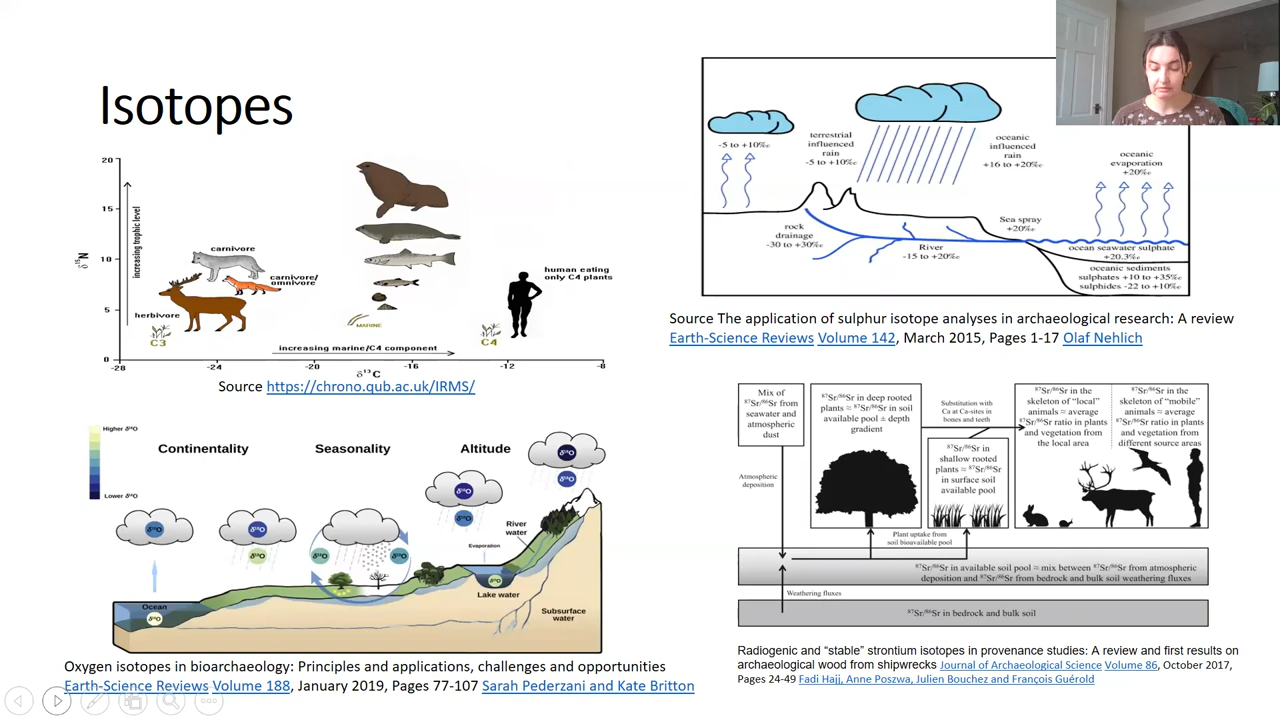 Isotopes
20
15
10
5
0
δ¹⁵N
increasing trophic level
carnivore
carnivore/
omnivore
herbivore
C3
MARINE
human eating
only C4 plants
C4
increasing marine/C4 component
-28
-24
-20
-16
-12
-8
δ¹³C
Source https://chrono.qub.ac.uk/IRMS/
-5 to +10‰
terrestrial
influenced
rain
-5 to +10‰
oceanic
influenced
rain
+16 to +20‰
oceanic
evaporation
+20‰
rock
drainage
-30 to +30‰
River
-15 to +20‰
Sea spray
+20‰
ocean seawater sulphate
+20.3‰
oceanic sediments
sulphates +10 to +35‰
sulphides -22 to +10‰
Source The application of sulphur isotope analyses in archaeological research: A review
Earth-Science Reviews Volume 142, March 2015, Pages 1-17 Olaf Nehlich
Higher δ¹⁸O
Lower δ¹⁸O
Continentality
Seasonality
Altitude
δ¹⁸O
δ¹⁸O
δ¹⁸O
δ¹⁸O
δ¹⁸O
δ¹⁸O
δ¹⁸O
δ¹⁸O
δ¹⁸O
δ¹⁸O
River
water
Evaporation
δ¹⁸O
Lake water
Ocean
δ¹⁸O
Subsurface
water
Oxygen isotopes in bioarchaeology: Principles and applications, challenges and opportunities
Earth-Science Reviews Volume 188, January 2019, Pages 77-107 Sarah Pederzani and Kate Britton
Mix of
⁸⁷Sr/⁸⁶Sr from
seawater and
atmospheric
dust
⁸⁷Sr/⁸⁶Sr in deep rooted
plants ≈ ⁸⁷Sr/⁸⁶Sr in soil
available pool ± depth
gradient
Substitution with
Ca at Ca-sites in
bones and teeth
⁸⁷Sr/⁸⁶Sr in
shallow rooted
plants ≈ ⁸⁷Sr/⁸⁶Sr
in surface soil
available pool
⁸⁷Sr/⁸⁶Sr in the
skeleton of “local”
animals ≈ average
⁸⁷Sr/⁸⁶Sr ratio in plants
and vegetation from
the local area
⁸⁷Sr/⁸⁶Sr in the
skeleton of “mobile”
animals ≈ average
⁸⁷Sr/⁸⁶Sr ratio in plants
and vegetation from
different source areas
Atmospheric
deposition
Plant uptake from
soil bioavailable pool
⁸⁷Sr/⁸⁶Sr in available soil pool ≈ mix between ⁸⁷Sr/⁸⁶Sr from atmospheric
deposition and ⁸⁷Sr/⁸⁶Sr from bedrock and bulk soil weathering fluxes
Weathering fluxes
⁸⁷Sr/⁸⁶Sr in bedrock and bulk soil
Radiogenic and “stable” strontium isotopes in provenance studies: A review and first results on
archaeological wood from shipwrecks Journal of Archaeological Science Volume 86, October 2017,
Pages 24-49 Fadi Hajj, Anne Poszwa, Julien Bouchez and François Guérold